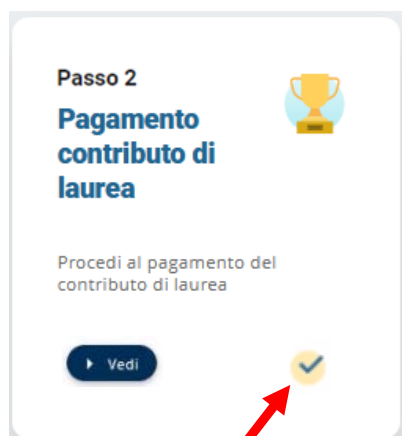 Passo 2
Pagamento
contributo di
laurea
Procedi al pagamento del
contributo di laurea
Vedi